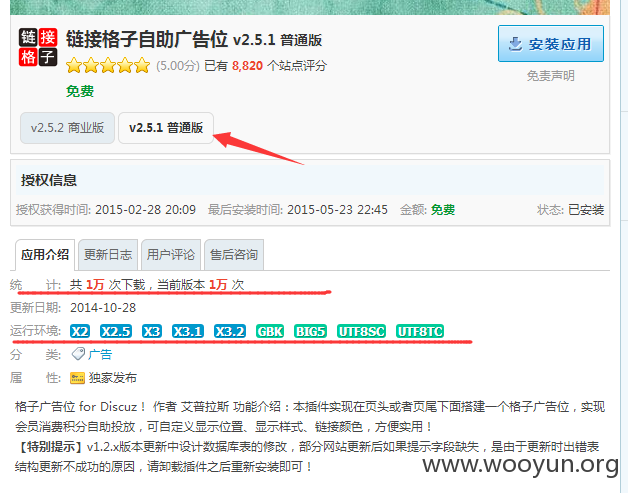 链接格子
链接格子自助广告位 v2.5.1 普通版
(5.00分) 已有 8,820 个站点评分
免费
安装应用
免责声明
v2.5.2 商业版 v2.5.1 普通版
授权信息
授权获得时间: 2015-02-28 20:09 最后安装时间: 2015-05-23 22:45 金额: 免费 状态: 已安装
应用介绍 更新日志 用户评论 售后咨询
统 计: 共 1万 次下载，当前版本 1万 次
更新日期: 2014-10-28
运行环境: X2 X2.5 X3 X3.1 X3.2 GBK BIG5 UTF8SC UTF8TC
分 类: 广告
属 性: 独家发布
格子广告位 for Discuz！ 作者 艾普拉斯 功能介绍：本插件实现在页头或者页尾下面搭建一个格子广告位，实现
会员消费积分自助投放，可自定义显示位置、显示样式、链接颜色，方便实用！
【特别提示】v1.2.x版本更新中设计数据库表的修改，部分网站更新后如果提示字段缺失，是由于更新时出错表
结构更新不成功的原因，请卸载插件之后重新安装即可！
www.wooyun.org